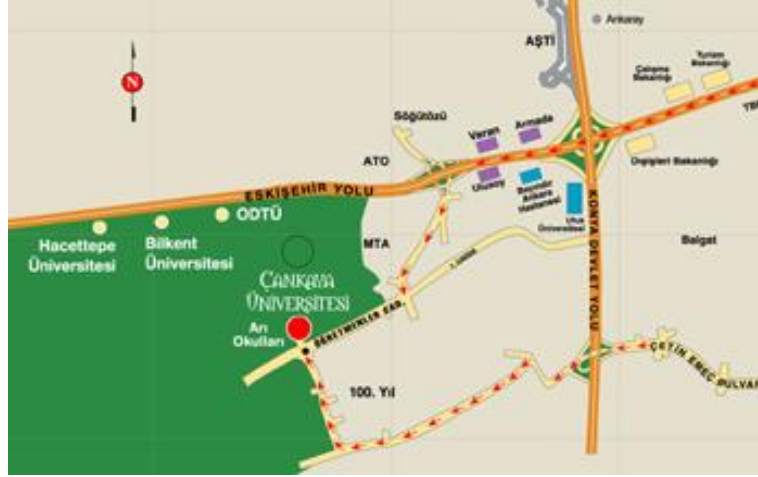 Ankaray
AŞTİ
Turizm
Bakanlığı
Çalışma
Bakanlığı
N
Söğütözü
Varan
Armada
ATO
Dışişleri Bakanlığı
Ulusoy
Bayındır
Ankara
Hastanesi
Ufuk
Üniversitesi
ESKİŞEHİR YOLU
ODTÜ
Hacettepe
Üniversitesi
Bilkent
Üniversitesi
MTA
Balgat
KONYA DEVLET YOLU
ÇANKAYA
ÜNİVERSİTESİ
Arı
Okulları
ÖĞRETMENLER CAD.
100. Yıl
ÇETİN EMEÇ BULVAR